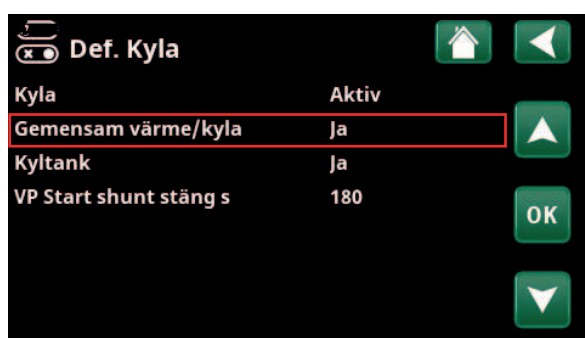 Def. Kyla
Kyla Aktiv
Gemensam värme/kyla Ja
Kyltank Ja
VP Start shunt stäng s 180
OK